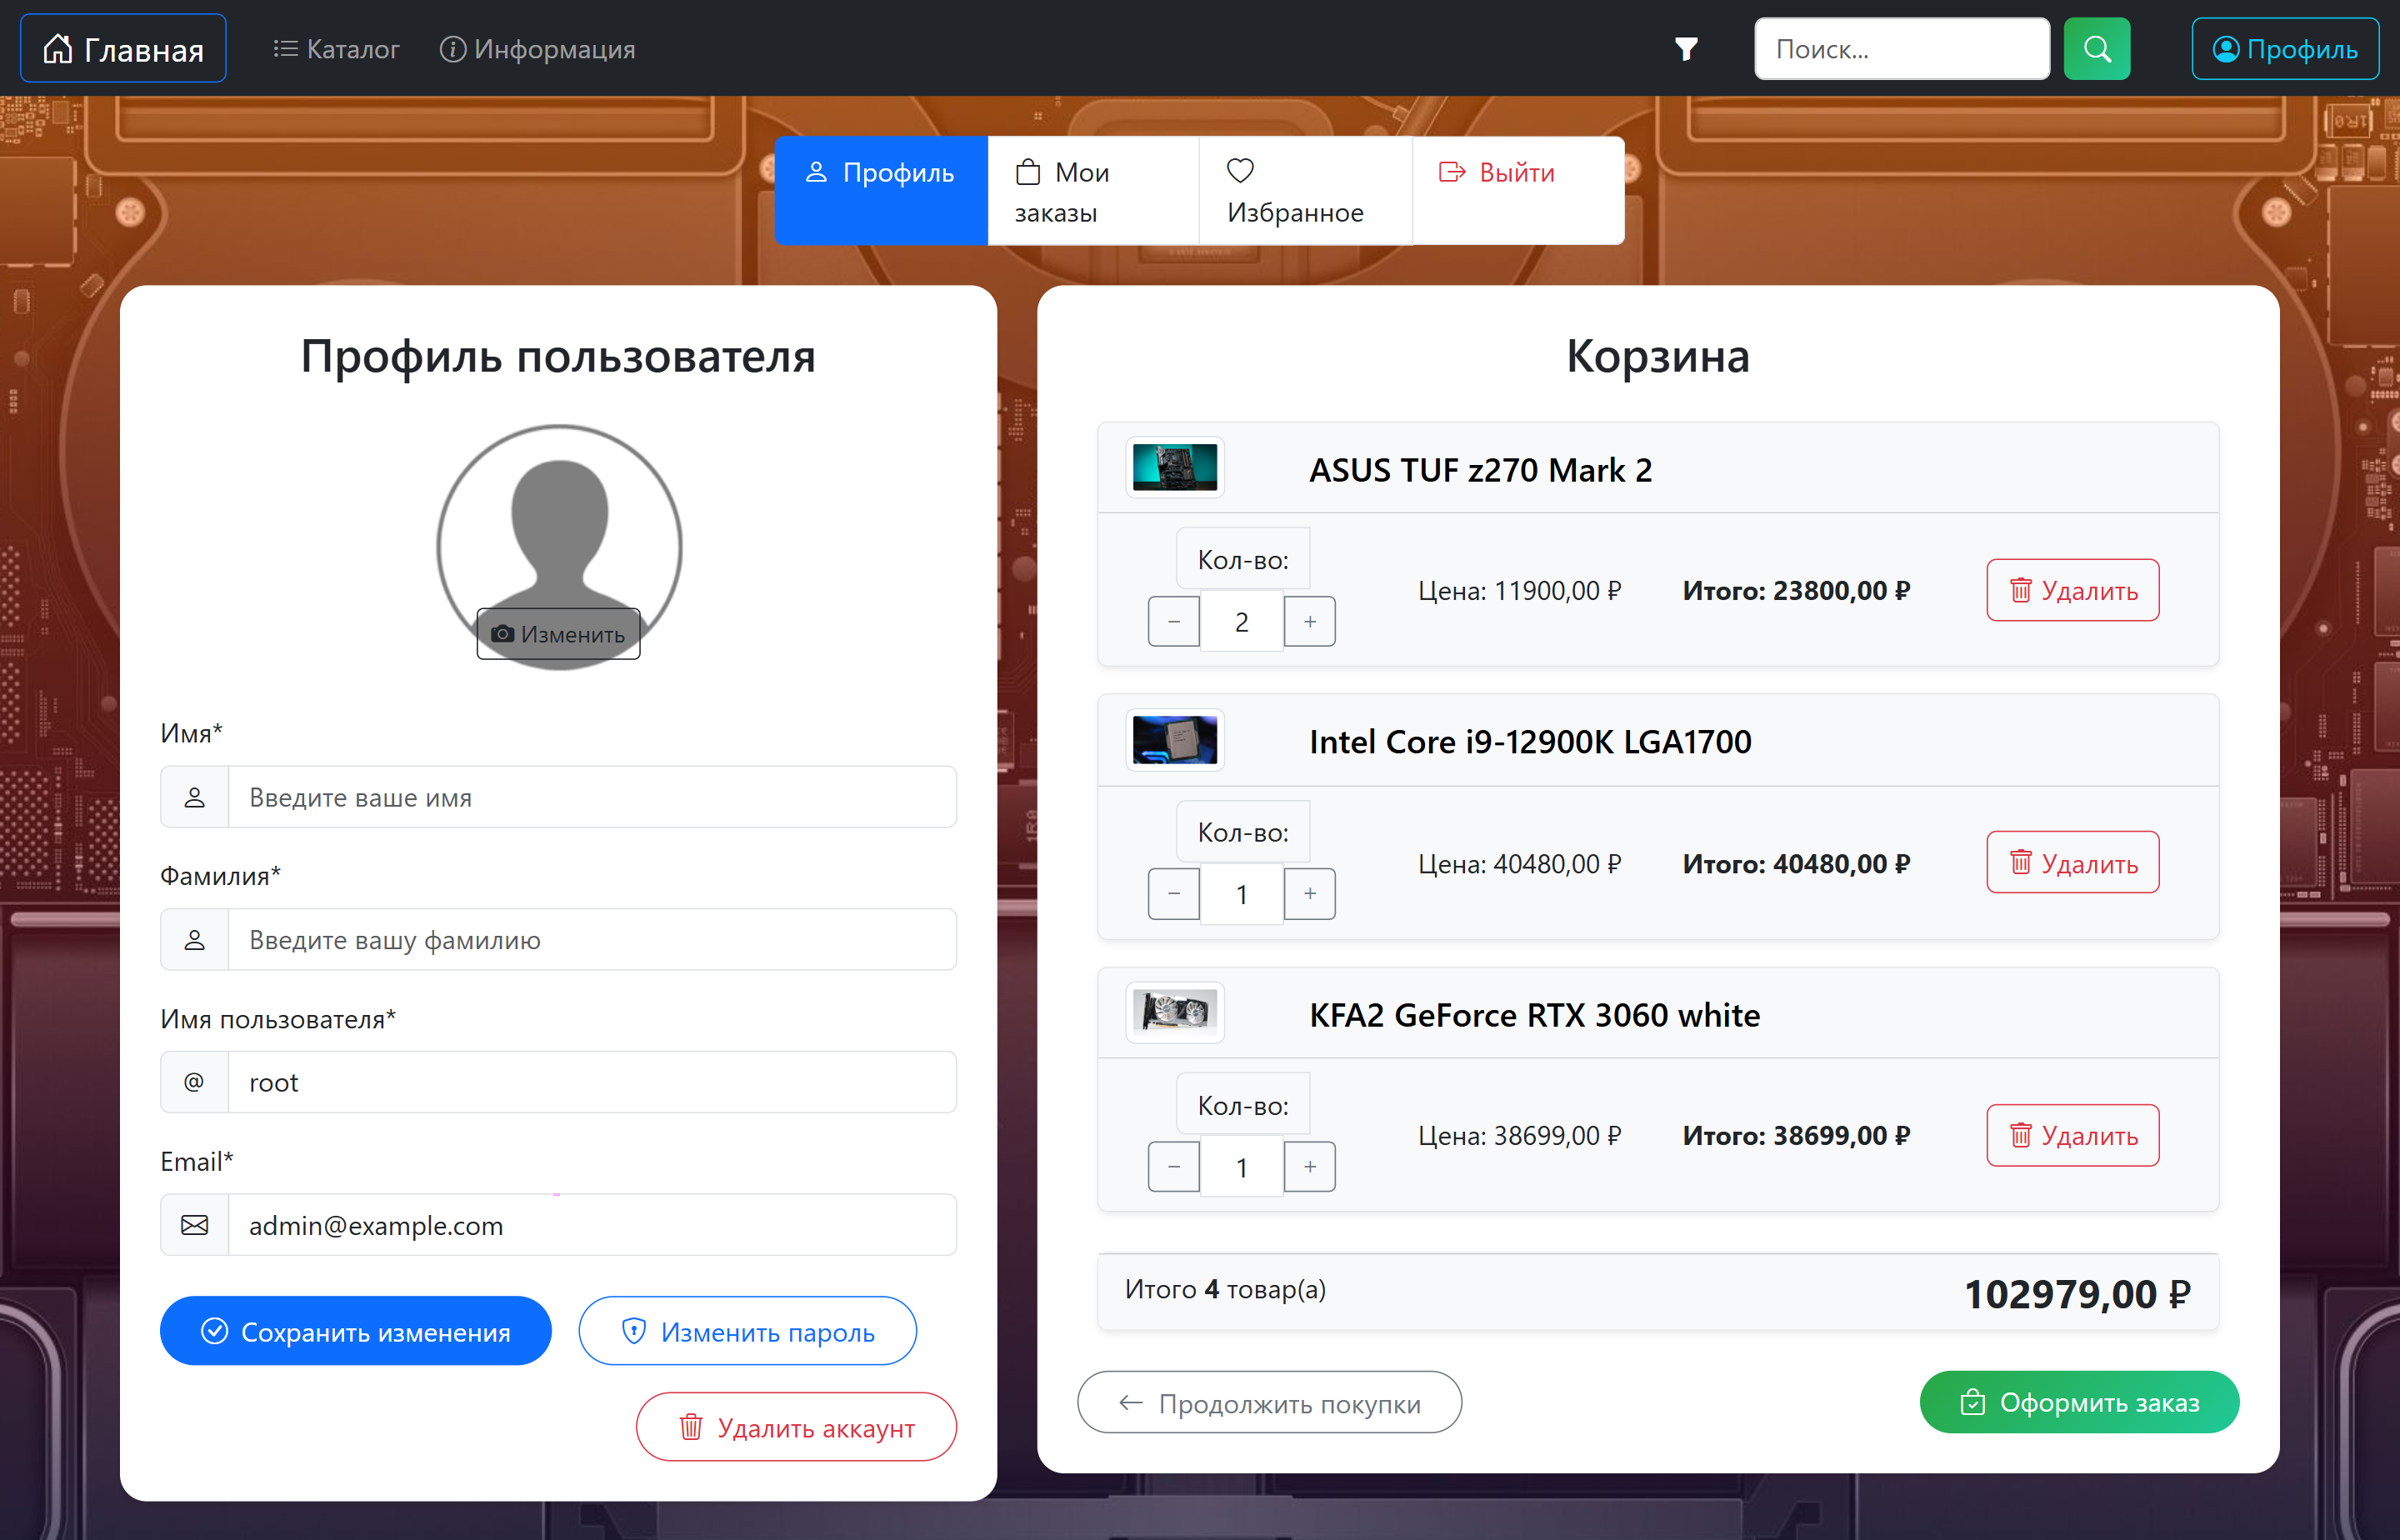 Главная
Каталог
Информация
Поиск...
Профиль
Профиль
Мои
заказы
Избранное
Выйти
Профиль пользователя
Изменить
Имя*
Введите ваше имя
Фамилия*
Введите вашу фамилию
Имя пользователя*
@ root
Email*
admin@example.com
Сохранить изменения
Изменить пароль
Удалить аккаунт
Корзина
ASUS TUF z270 Mark 2
Кол-во:
− 2 +
Цена: 11900,00 ₽
Итого: 23800,00 ₽
Удалить
Intel Core i9-12900K LGA1700
Кол-во:
− 1 +
Цена: 40480,00 ₽
Итого: 40480,00 ₽
Удалить
KFA2 GeForce RTX 3060 white
Кол-во:
− 1 +
Цена: 38699,00 ₽
Итого: 38699,00 ₽
Удалить
Итого 4 товар(а)
102979,00 ₽
Продолжить покупки
Оформить заказ